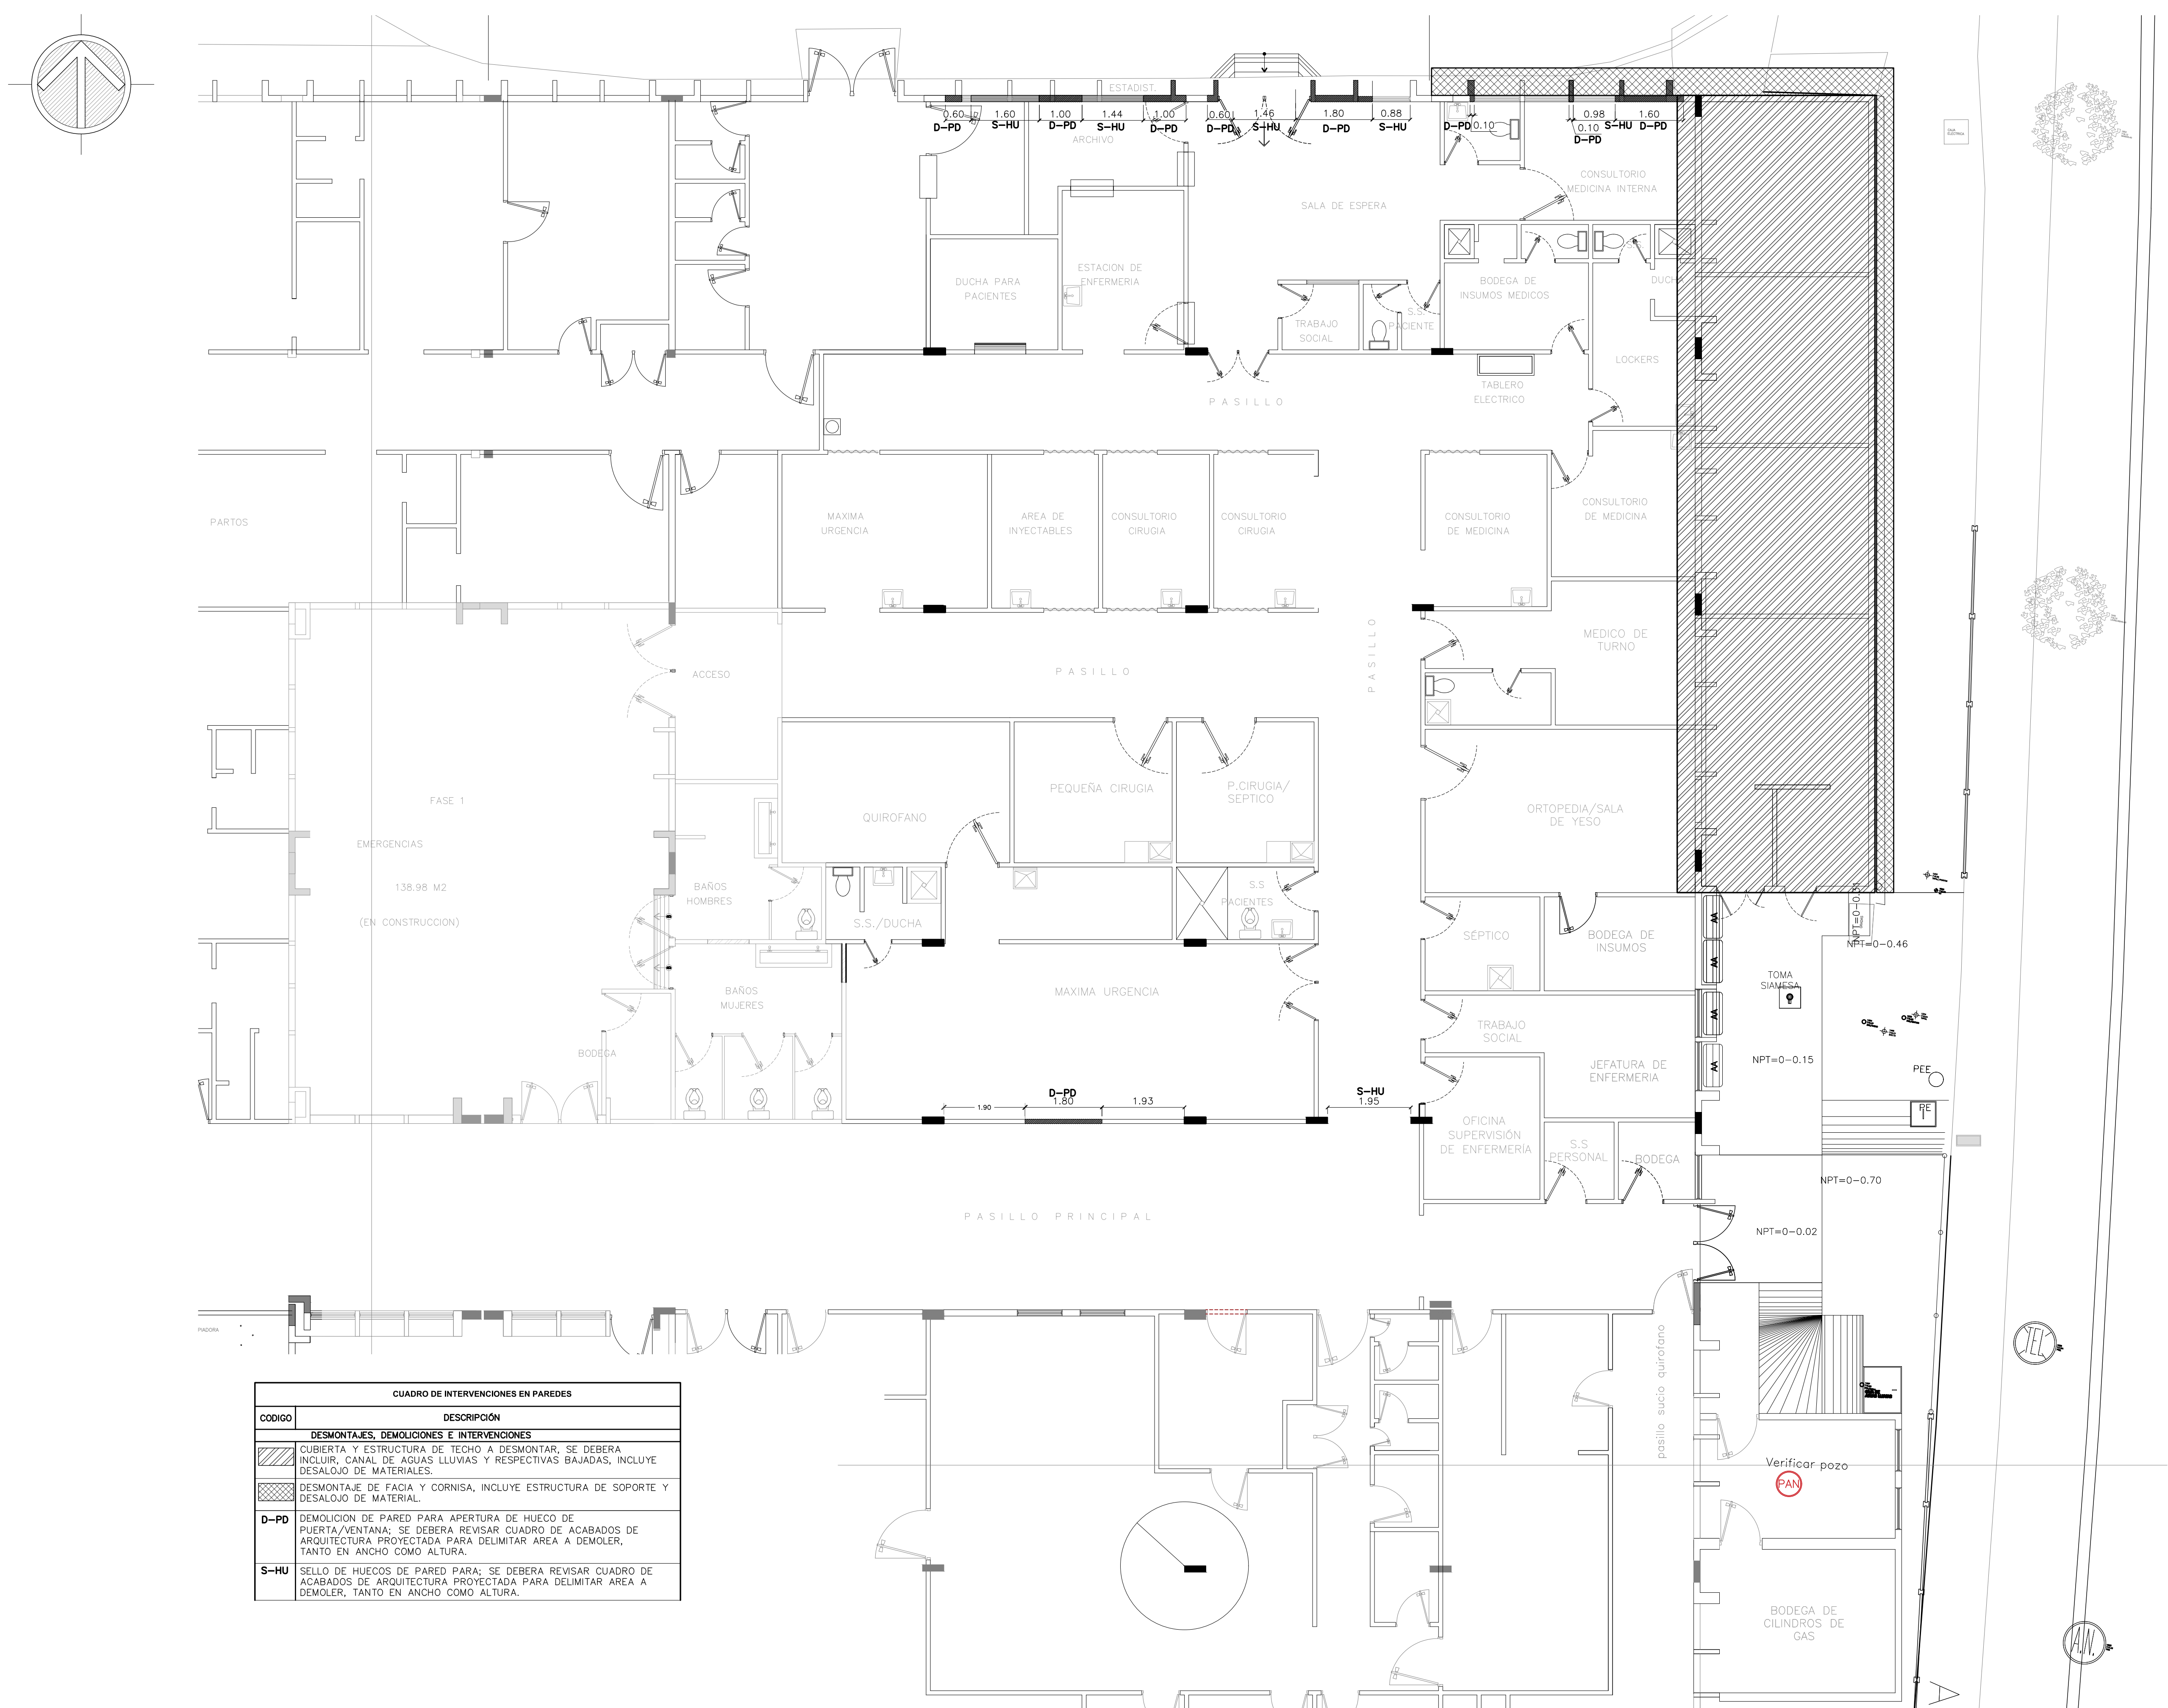 ESTADIST.
0.60
1.60
1.00
1.44
1.00
0.60
1.46
1.80
0.88
0.10
0.98
1.60
0.10
D-PD
S-HU
D-PD
S-HU
D-PD
D-PD
S-HU
D-PD
S-HU
D-PD
D-PD
S-HU
D-PD
ARCHIVO
CONSULTORIO
MEDICINA INTERNA
SALA DE ESPERA
DUCHA PARA
PACIENTES
ESTACION DE
ENFERMERIA
BODEGA DE
INSUMOS MEDICOS
S.S.
DUCHA
TRABAJO
SOCIAL
S.S.
PACIENTE
LOCKERS
TABLERO
ELECTRICO
PASILLO
PARTOS
MAXIMA
URGENCIA
AREA DE
INYECTABLES
CONSULTORIO
CIRUGIA
CONSULTORIO
CIRUGIA
CONSULTORIO
DE MEDICINA
CONSULTORIO
DE MEDICINA
MEDICO DE
TURNO
ACCESO
PASILLO
PASILLO
FASE 1
EMERGENCIAS
138.98 M2
(EN CONSTRUCCION)
QUIROFANO
PEQUEÑA CIRUGIA
P.CIRUGIA/
SEPTICO
ORTOPEDIA/SALA
DE YESO
BAÑOS
HOMBRES
S.S./DUCHA
S.S
PACIENTES
SÉPTICO
BODEGA DE
INSUMOS
AA
AA
AA
AA
NPT=0-0.46
TOMA
SIAMESA
BAÑOS
MUJERES
MAXIMA URGENCIA
TRABAJO
SOCIAL
JEFATURA DE
ENFERMERIA
NPT=0-0.15
PEE
PE
BODEGA
D-PD
1.90
1.80
1.93
S-HU
1.95
OFICINA
SUPERVISIÓN
DE ENFERMERÍA
S.S
PERSONAL
BODEGA
NPT=0-0.70
NPT=0-0.02
PASILLO PRINCIPAL
PIADORA
pasillo sucio quirofano
TEL
Verificar pozo
PAN
BODEGA DE
CILINDROS DE
GAS
A.N.
A
CUADRO DE INTERVENCIONES EN PAREDES
CODIGO DESCRIPCIÓN
DESMONTAJES, DEMOLICIONES E INTERVENCIONES
CUBIERTA Y ESTRUCTURA DE TECHO A DESMONTAR, SE DEBERA
INCLUIR, CANAL DE AGUAS LLUVIAS Y RESPECTIVAS BAJADAS, INCLUYE
DESALOJO DE MATERIALES.
DESMONTAJE DE FACIA Y CORNISA, INCLUYE ESTRUCTURA DE SOPORTE Y
DESALOJO DE MATERIAL.
D-PD DEMOLICION DE PARED PARA APERTURA DE HUECO DE
PUERTA/VENTANA; SE DEBERA REVISAR CUADRO DE ACABADOS DE
ARQUITECTURA PROYECTADA PARA DELIMITAR AREA A DEMOLER,
TANTO EN ANCHO COMO ALTURA.
S-HU SELLO DE HUECOS DE PARED PARA; SE DEBERA REVISAR CUADRO DE
ACABADOS DE ARQUITECTURA PROYECTADA PARA DELIMITAR AREA A
DEMOLER, TANTO EN ANCHO COMO ALTURA.